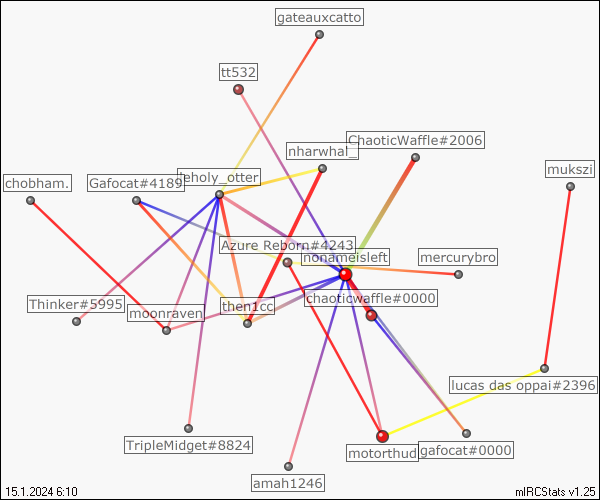 gateauxcatto
tt532
ChaoticWaffle#2006
nharwhal_
mukszi
chobham.
Gafocat#4189
leholy_otter
Azure Reborn#4243
nonameisleft
mercurybro
chaoticwaffle#0000
Thinker#5995
moonraven
then1cc
lucas das oppai#2396
TripleMidget#8824
motorthud
gafocat#0000
amah1246
15.1.2024 6:10
mIRCStats v1.25